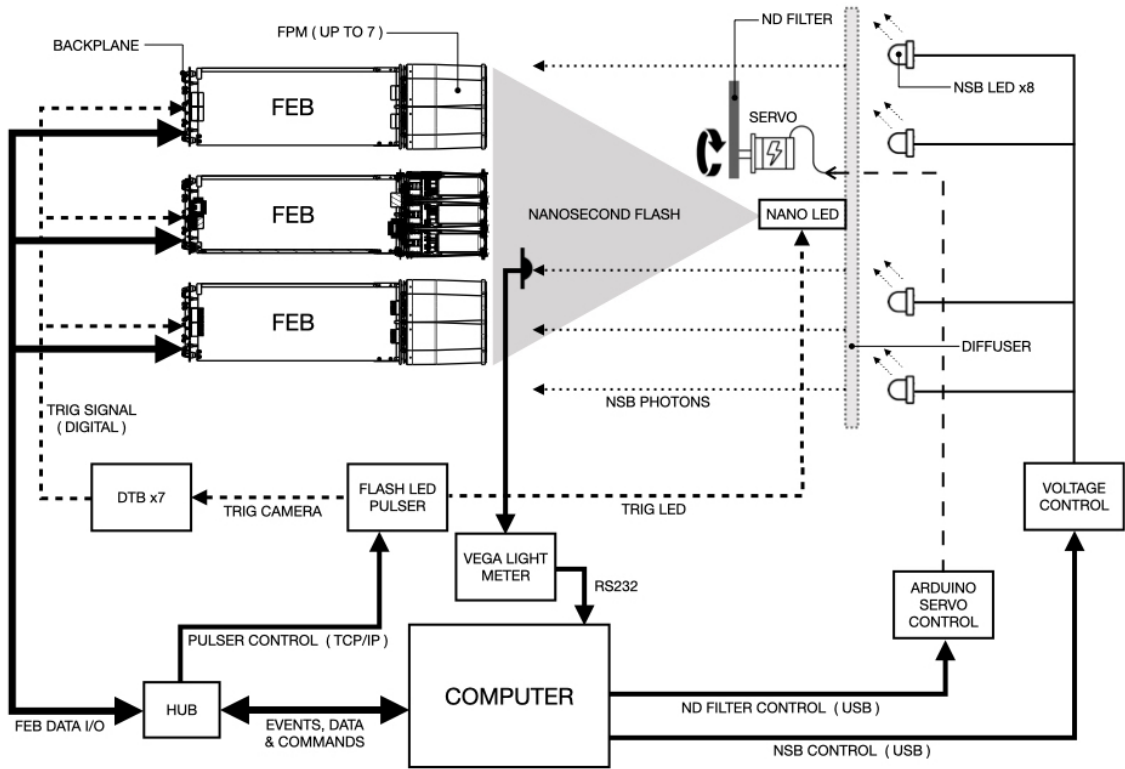 BACKPLANE
FPM ( UP TO 7 )
ND FILTER
NSB LED x8
FEB
SERVO
FEB
NANOSECOND FLASH
NANO LED
FEB
DIFFUSER
NSB PHOTONS
TRIG SIGNAL
( DIGITAL )
DTB x7
TRIG CAMERA
FLASH LED
PULSER
TRIG LED
VOLTAGE
CONTROL
VEGA LIGHT
METER
RS232
ARDUINO
SERVO
CONTROL
PULSER CONTROL ( TCP/IP )
COMPUTER
HUB
FEB DATA I/O
EVENTS, DATA
& COMMANDS
ND FILTER CONTROL ( USB )
NSB CONTROL ( USB )